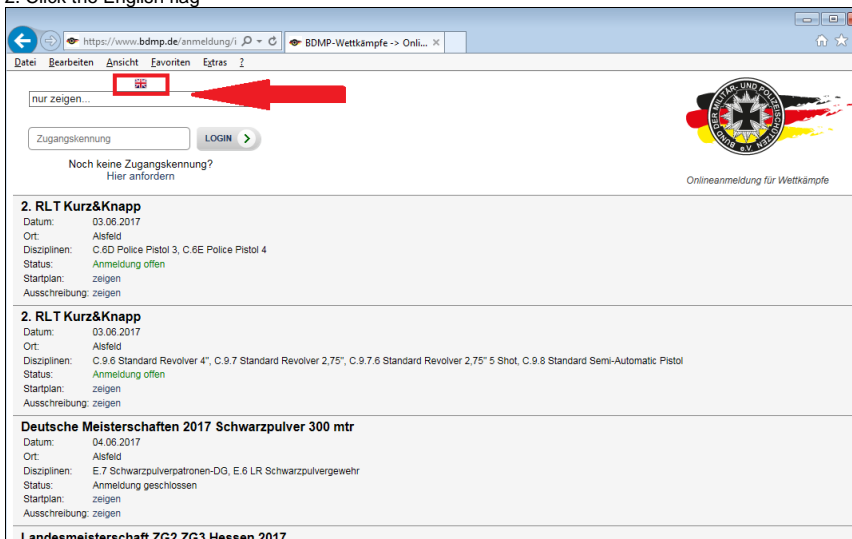 2. Click the English flag
https://www.bdmp.de/anmeldung/i
BDMP-Wettkämpfe -> Onli...
Datei Bearbeiten Ansicht Favoriten Extras ?
nur zeigen...
Zugangskennung
LOGIN
Noch keine Zugangskennung?
Hier anfordern
BUND DER MILITÄR- UND POLIZEISCHÜTZEN e.V.
Onlineanmeldung für Wettkämpfe
2. RLT Kurz&Knapp
Datum: 03.06.2017
Ort: Alsfeld
Disziplinen: C.6D Police Pistol 3, C.6E Police Pistol 4
Status: Anmeldung offen
Startplan: zeigen
Ausschreibung: zeigen
2. RLT Kurz&Knapp
Datum: 03.06.2017
Ort: Alsfeld
Disziplinen: C.9.6 Standard Revolver 4", C.9.7 Standard Revolver 2,75", C.9.7.6 Standard Revolver 2,75" 5 Shot, C.9.8 Standard Semi-Automatic Pistol
Status: Anmeldung offen
Startplan: zeigen
Ausschreibung: zeigen
Deutsche Meisterschaften 2017 Schwarzpulver 300 mtr
Datum: 04.06.2017
Ort: Alsfeld
Disziplinen: E.7 Schwarzpulverpatronen-DG, E.6 LR Schwarzpulvergewehr
Status: Anmeldung geschlossen
Startplan: zeigen
Ausschreibung: zeigen
Landesmeisterschaft ZG2 ZG3 Hessen 2017